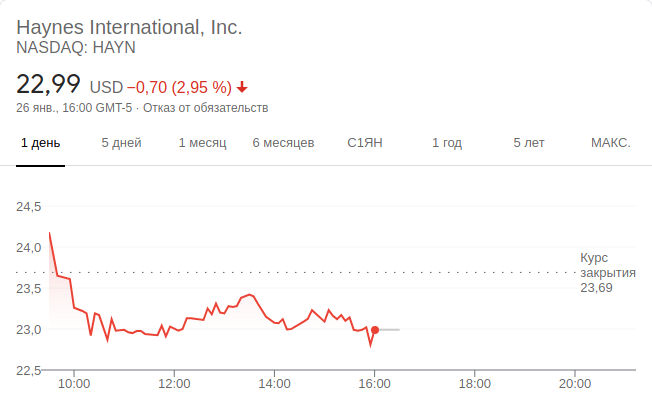 Haynes International, Inc.
NASDAQ: HAYN
22,99 USD −0,70 (2,95 %)
26 янв., 16:00 GMT-5 · Отказ от обязательств
1 день 5 дней 1 месяц 6 месяцев С1ЯН 1 год 5 лет МАКС.
24,5
24,0
Курс
закрытия
23,69
23,5
23,0
22,5
10:00 12:00 14:00 16:00 18:00 20:00